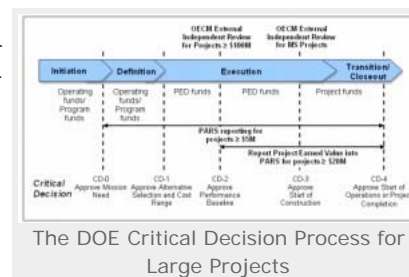 OECM External
Independent Review
for Projects ≥ $100M
OECM External
Independent Review
for MS Projects
Initiation
Definition
Execution
Transition/
Closeout
Operating
funds/
Program
funds
Operating
funds/
Program
funds
PED funds
PED funds
Project funds
PARS reporting for
projects ≥ $5M
Report Project Earned Value into
PARS for projects ≥ $20M
Critical
Decision
CD-0
Approve Mission
Need
CD-1
Approve Alternative
Selection and Cost
Range
CD-2
Approve
Performance
Baseline
CD-3
Approve
Start of
Construction
CD-4
Approve Start of
Operations or Project
Completion
The DOE Critical Decision Process for
Large Projects